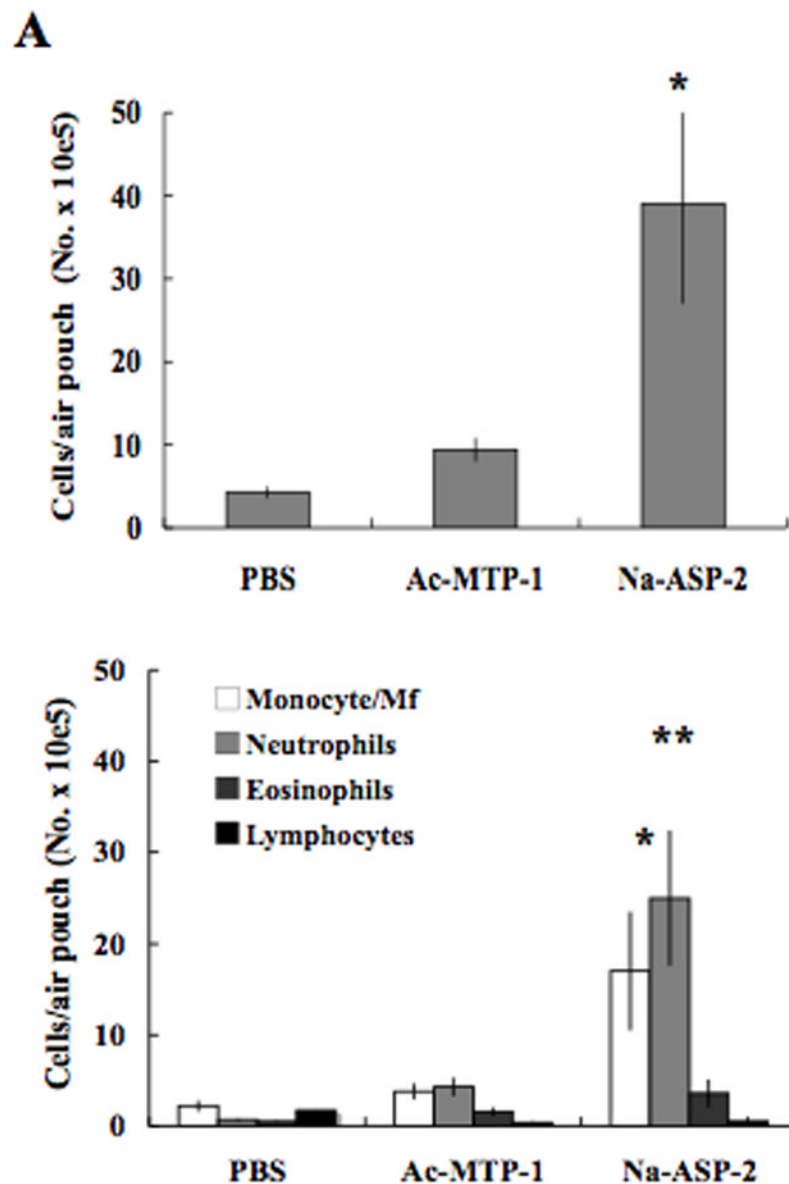 A
*
Cells/air pouch (No. x 10e5)
50
40
30
20
10
0
PBS Ac-MTP-1 Na-ASP-2
Cells/air pouch (No. x 10e5)
50
40
30
20
10
0
Monocyte/Mf
Neutrophils
Eosinophils
Lymphocytes
**
*
PBS Ac-MTP-1 Na-ASP-2